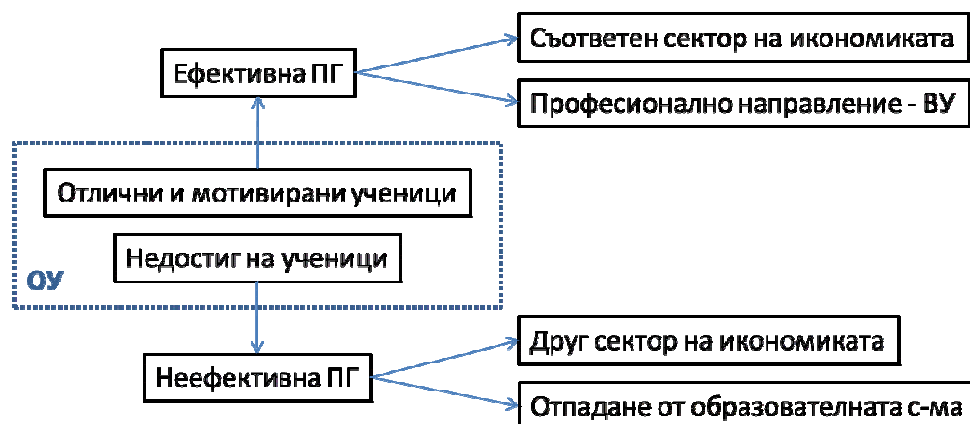 Съответен сектор на икономиката
Ефективна ПГ
Професионално направление - ВУ
Отлични и мотивирани ученици
Недостиг на ученици
ОУ
Друг сектор на икономиката
Неефективна ПГ
Отпадане от образователната с-ма